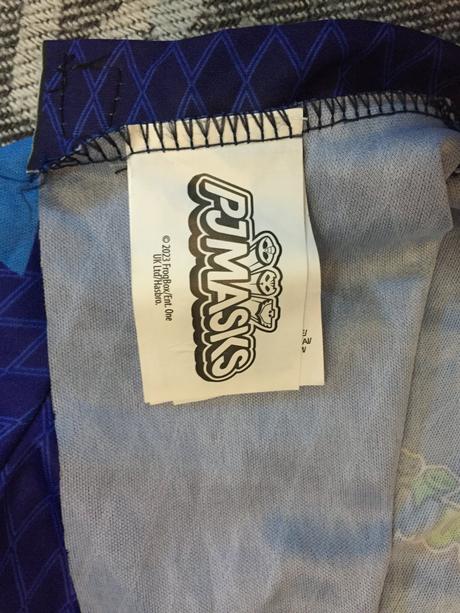 PJMASKS
© 2023 FrogBox/Ent. One
UK Ltd/Hasbro.